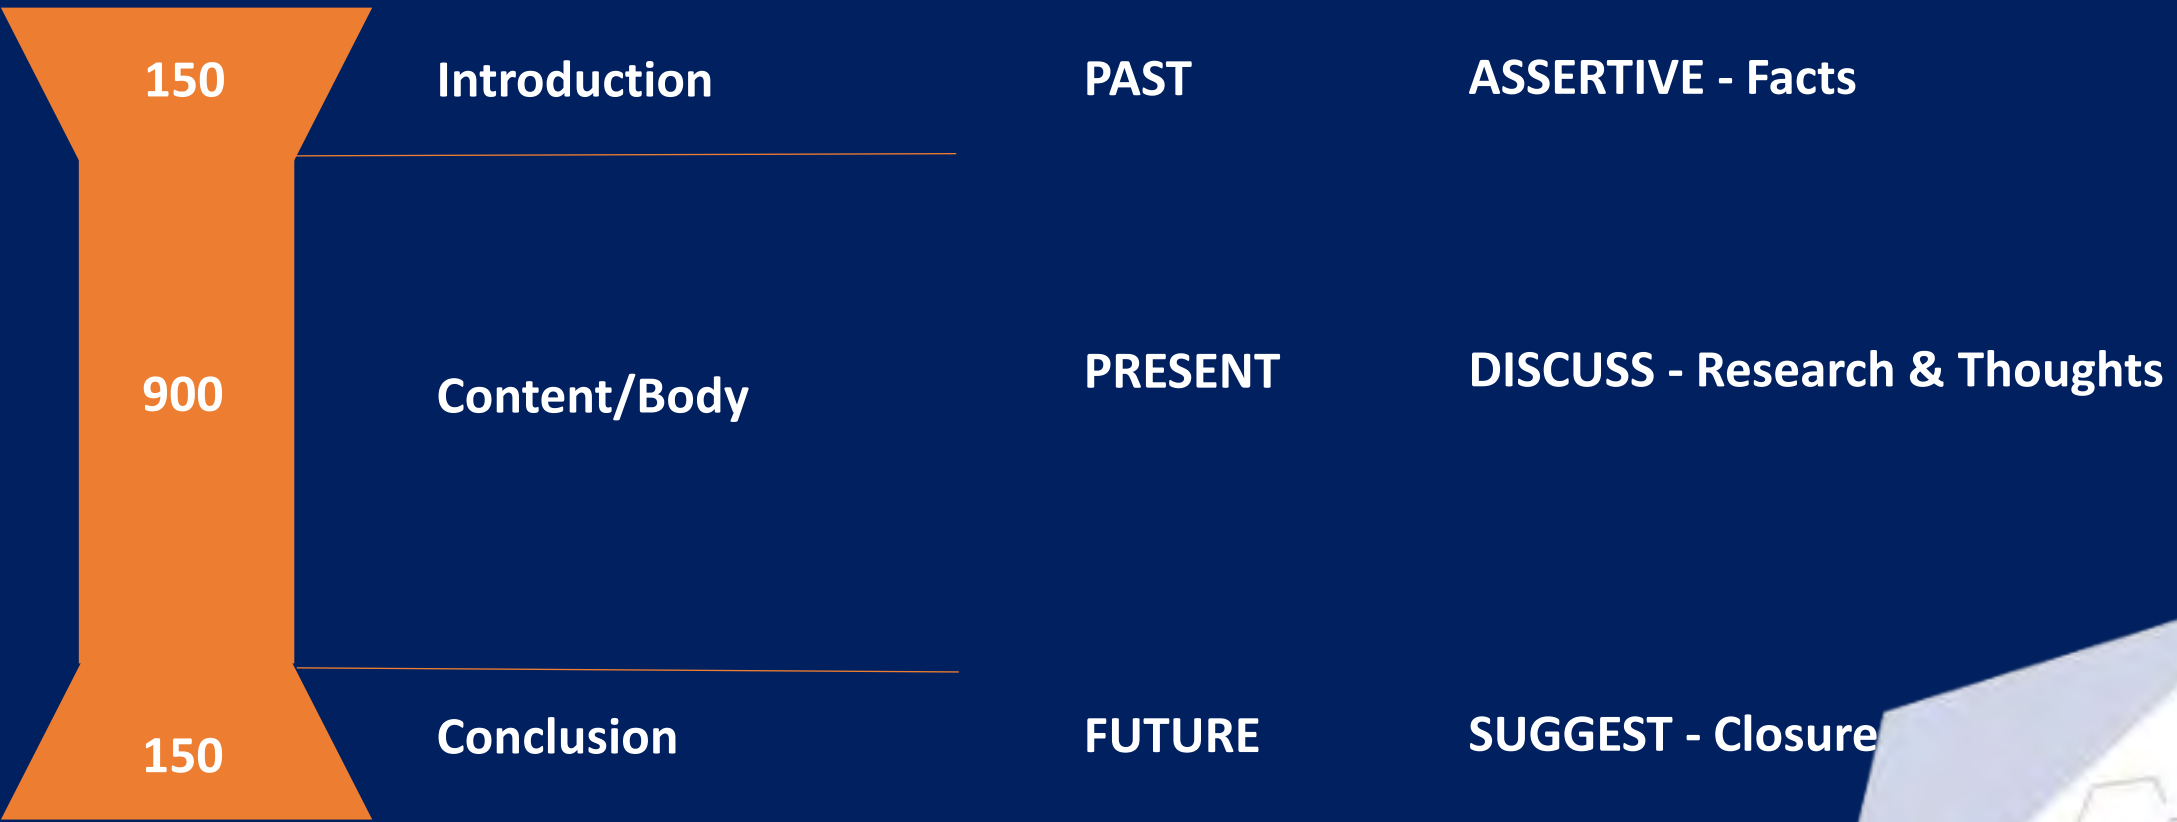 150 Introduction PAST ASSERTIVE - Facts
900 Content/Body PRESENT DISCUSS - Research & Thoughts
150 Conclusion FUTURE SUGGEST - Closure